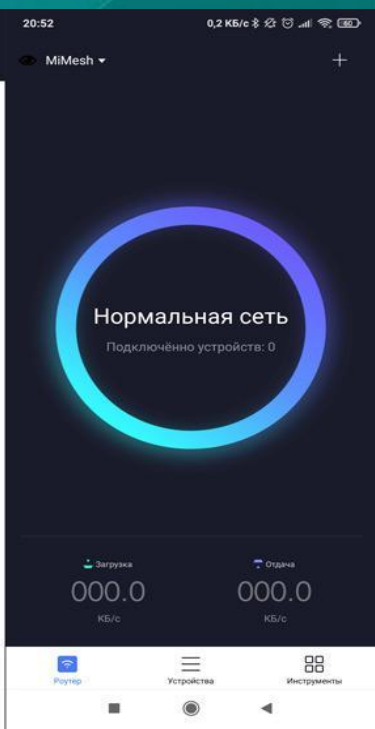 20:52 0,2 КБ/с 60
MiMesh
Нормальная сеть
Подключённо устройств: 0
Загрузка Отдача
000.0 000.0
КБ/с КБ/с
Роутер Устройства Инструменты